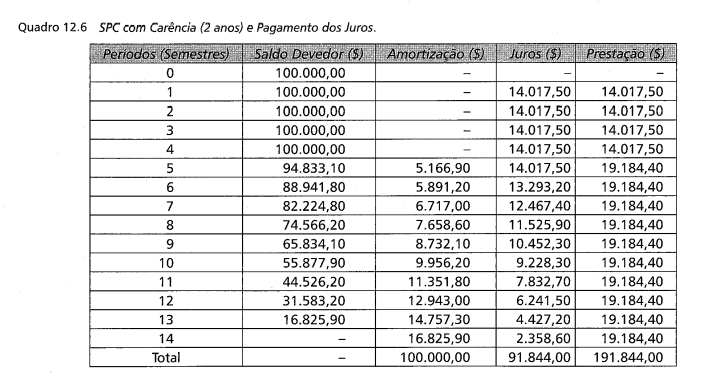 Quadro 12.6 SPC com Carência (2 anos) e Pagamento dos Juros.
Períodos (Semestres) Saldo Devedor ($) Amortização ($) Juros ($) Prestação ($)
0 100.000,00 – – –
1 100.000,00 – 14.017,50 14.017,50
2 100.000,00 – 14.017,50 14.017,50
3 100.000,00 – 14.017,50 14.017,50
4 100.000,00 – 14.017,50 14.017,50
5 94.833,10 5.166,90 14.017,50 19.184,40
6 88.941,80 5.891,20 13.293,20 19.184,40
7 82.224,80 6.717,00 12.467,40 19.184,40
8 74.566,20 7.658,60 11.525,90 19.184,40
9 65.834,10 8.732,10 10.452,30 19.184,40
10 55.877,90 9.956,20 9.228,30 19.184,40
11 44.526,20 11.351,80 7.832,70 19.184,40
12 31.583,20 12.943,00 6.241,50 19.184,40
13 16.825,90 14.757,30 4.427,20 19.184,40
14 – 16.825,90 2.358,60 19.184,40
Total – 100.000,00 91.844,00 191.844,00